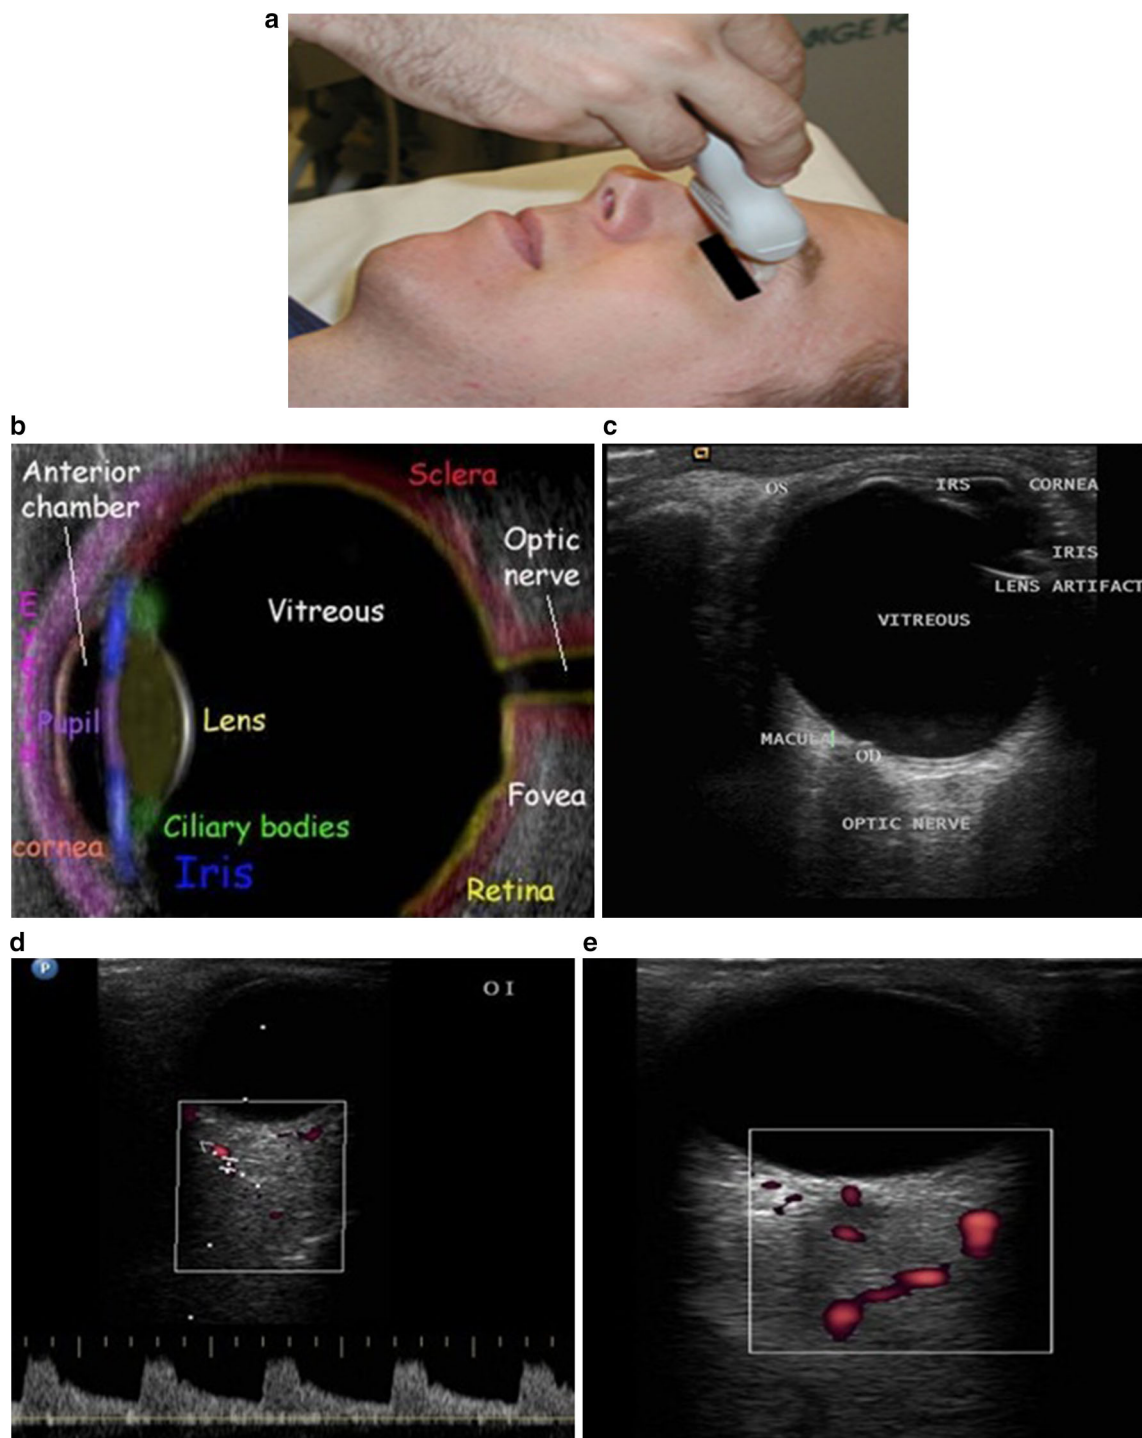 a
b
c
Anterior
chamber
Sclera
Optic
nerve
Vitreous
Eyelid
Pupil
Lens
Fovea
Ciliary bodies
cornea
Iris
Retina
OS
IRS
CORNEA
IRIS
LENS ARTIFACT
VITREOUS
MACULA
OD
OPTIC NERVE
d
e
P
O I